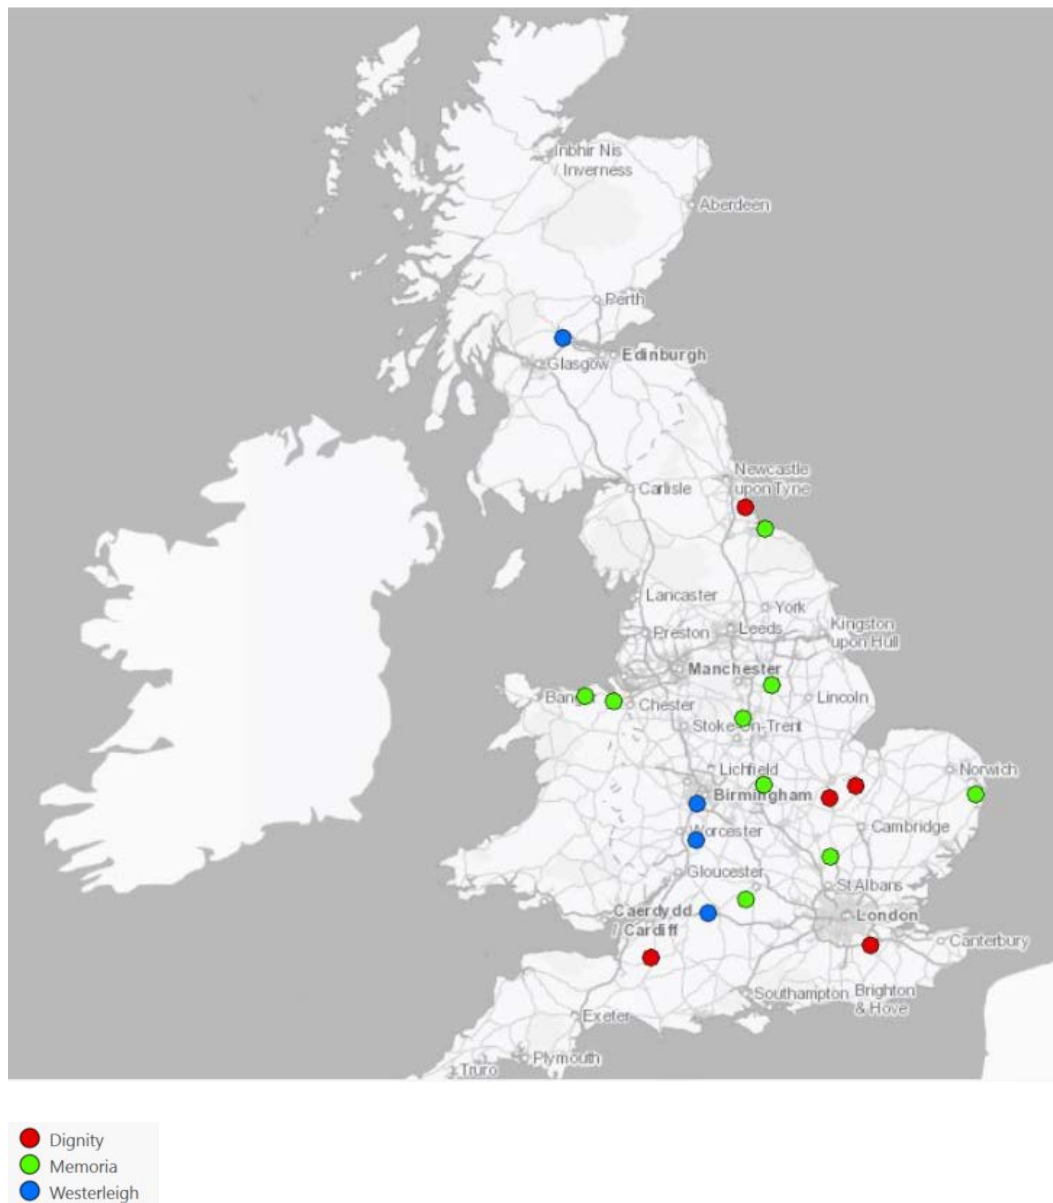 Inbhir Nis
/ Inverness
Aberdeen
Perth
Edinburgh
Glasgow
Newcastle
upon Tyne
Carlisle
Lancaster
York
Preston
Leeds
Kingston
upon Hull
Manchester
Lincoln
Chester
Stoke-On-Trent
Lichfield
Norwich
Birmingham
Worcester
Cambridge
Gloucester
St Albans
Caerdydd
/ Cardiff
London
Canterbury
Southampton
Brighton
& Hove
Exeter
Plymouth
Truro
Dignity
Memoria
Westerleigh